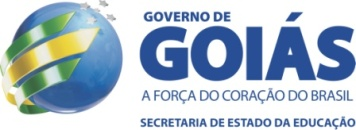 GOVERNO DE
GOIÁS
A FORÇA DO CORAÇÃO DO BRASIL
SECRETARIA DE ESTADO DA EDUCAÇÃO